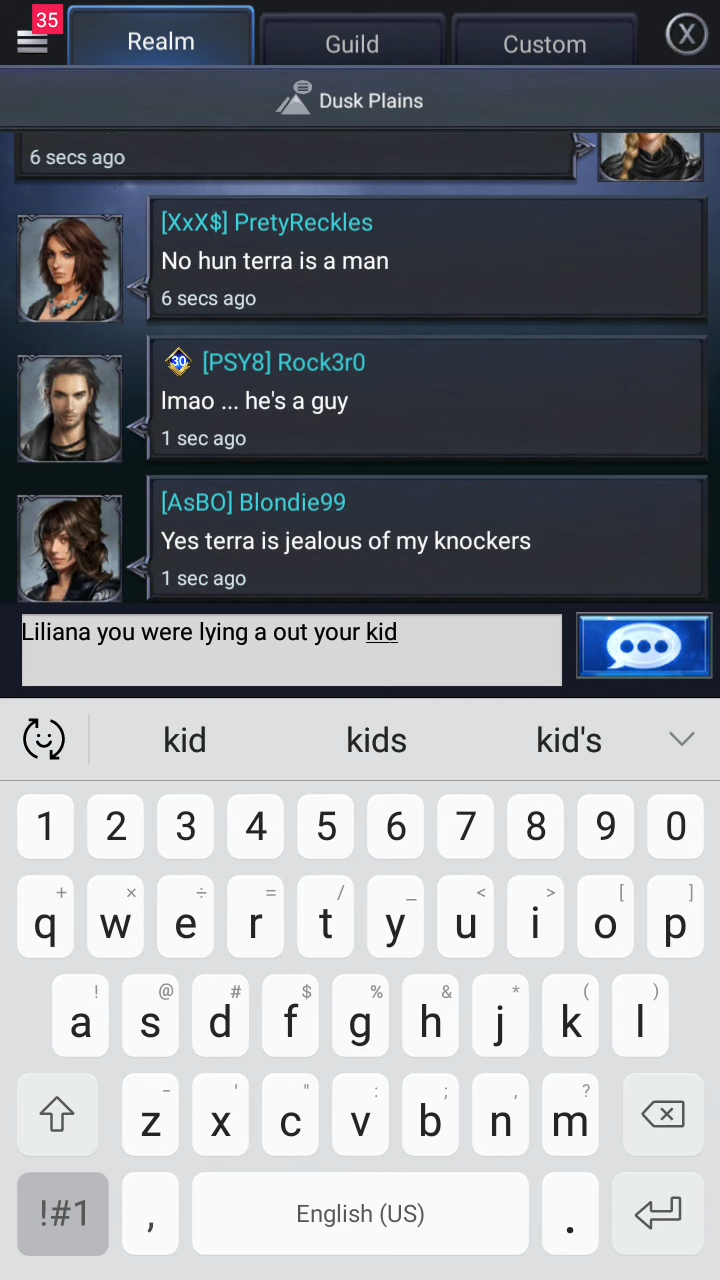 35
Realm
Guild
Custom
X
Dusk Plains
6 secs ago
[XxX$] PrettyReckles
No hun terra is a man
6 secs ago
30 [PSY8] Rock3r0
lmao ... he's a guy
1 sec ago
[AsBO] Blondie99
Yes terra is jealous of my knockers
1 sec ago
Liliana you were lying a out your kid
kid kids kid's
1 2 3 4 5 6 7 8 9 0
+ × ÷ = / _ < > [ ]
q w e r t y u i o p
! @ # $ % & * ( )
a s d f g h j k l
- ' " : ; , ?
z x c v b n m
!#1 , English (US) .